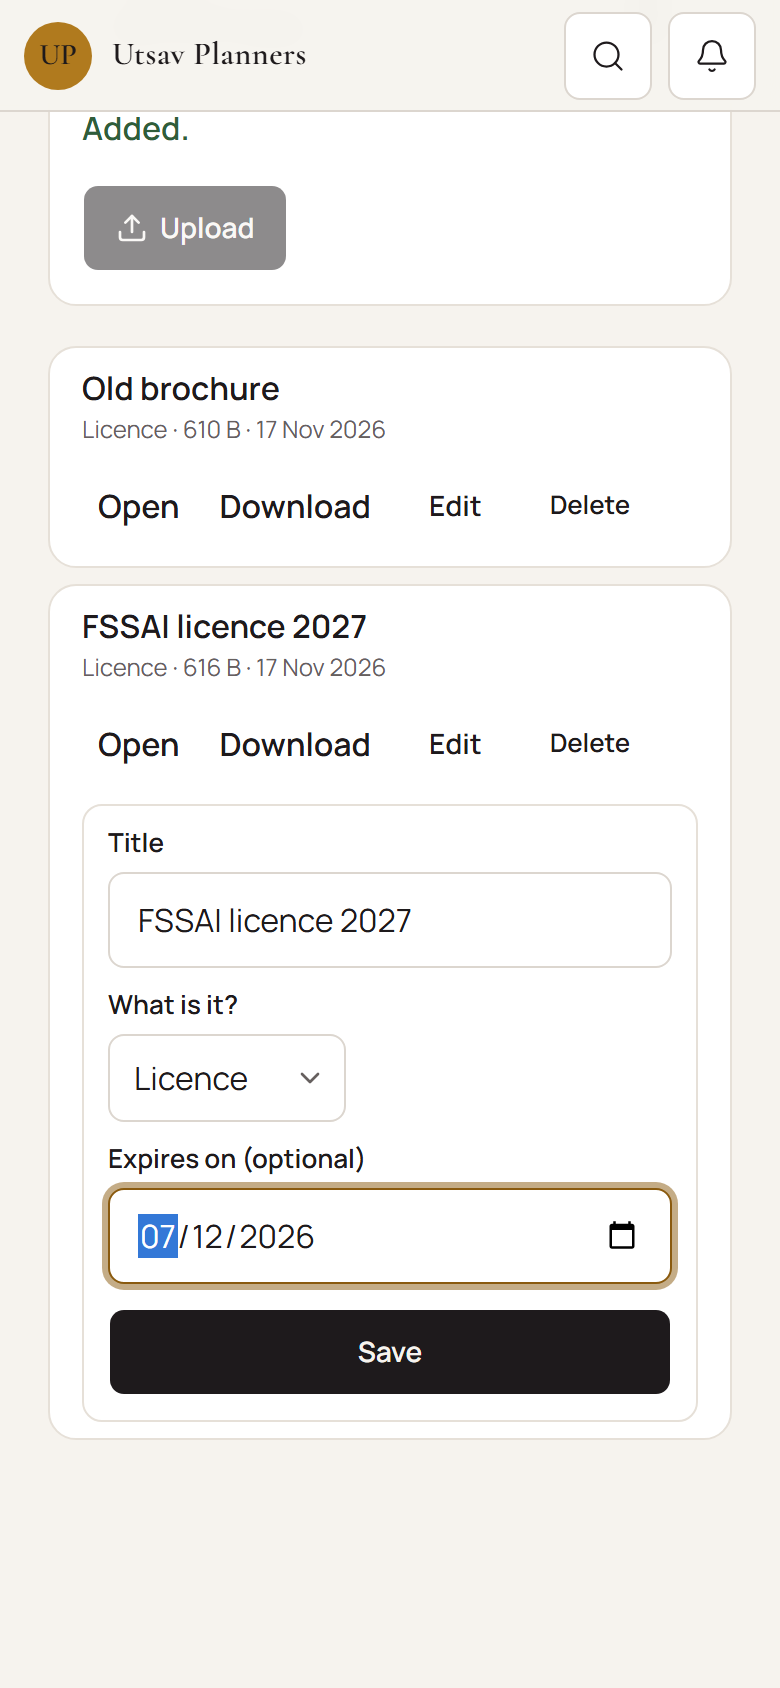 UP Utsav Planners
Added.
Upload
Old brochure
Licence · 610 B · 17 Nov 2026
Open Download Edit Delete
FSSAI licence 2027
Licence · 616 B · 17 Nov 2026
Open Download Edit Delete
Title
FSSAI licence 2027
What is it?
Licence
Expires on (optional)
07/12/2026
Save